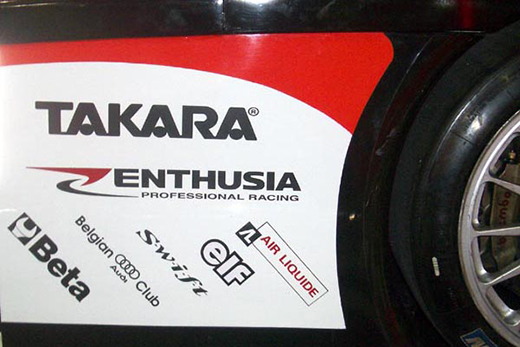 TAKARA®
ENTHUSIA
PROFESSIONAL RACING
Beta
Belgian Audi Club
Swift
elf
AIR LIQUIDE